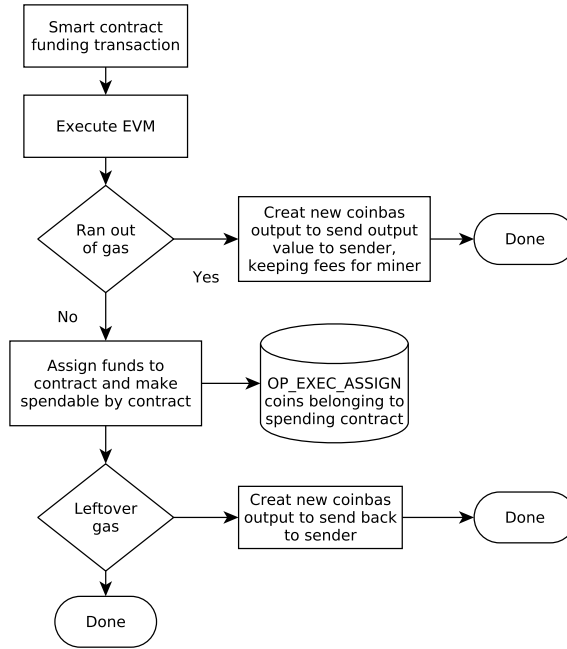 Smart contract
funding transaction
Execute EVM
Ran out
of gas
Yes
Creat new coinbas
output to send output
value to sender,
keeping fees for miner
Done
No
Assign funds to
contract and make
spendable by contract
OP_EXEC_ASSIGN
coins belonging to
spending contract
Leftover
gas
Creat new coinbas
output to send back
to sender
Done
Done